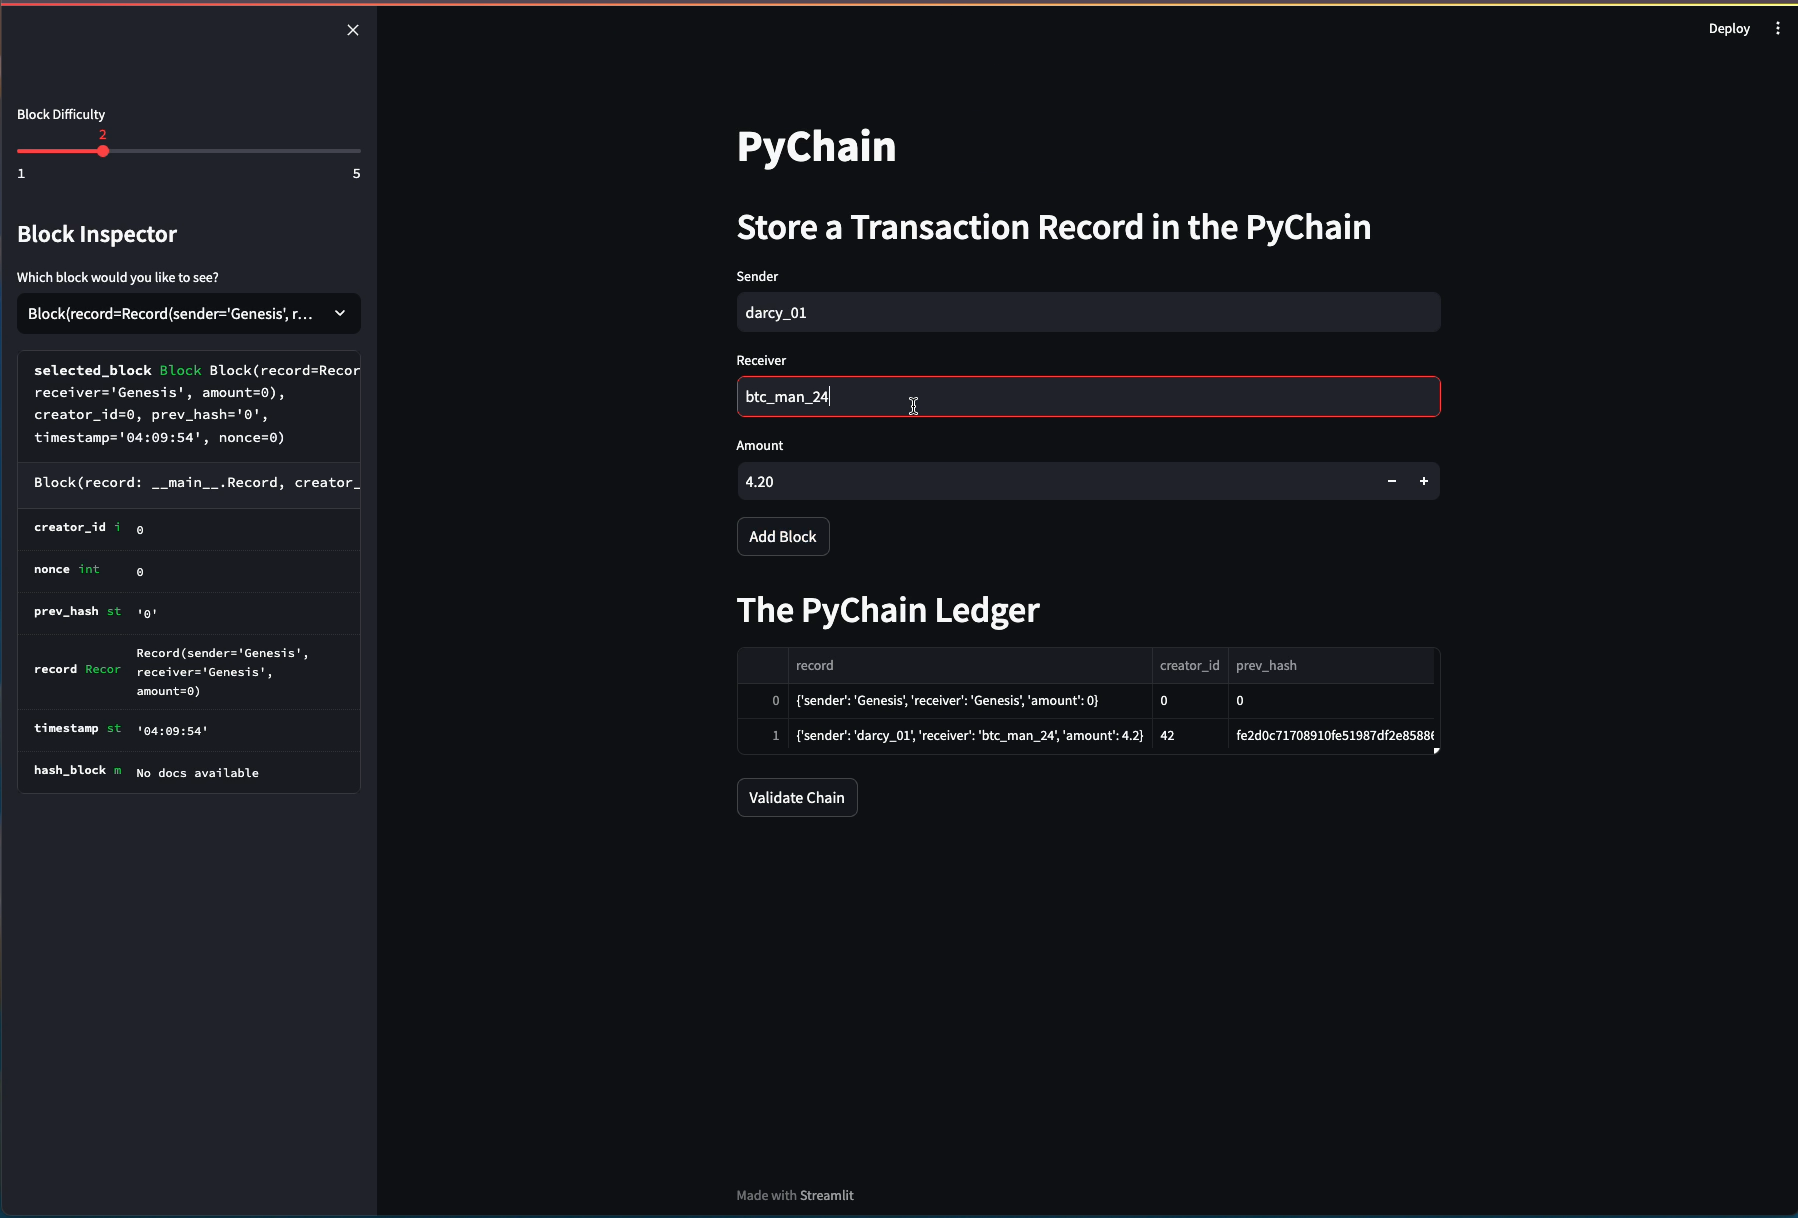 Deploy
Block Difficulty
2
1 5
Block Inspector
Which block would you like to see?
Block(record=Record(sender='Genesis', r...
selected_block Block Block(record=Recor
receiver='Genesis', amount=0),
creator_id=0, prev_hash='0',
timestamp='04:09:54', nonce=0)
Block(record: __main__.Record, creator_
creator_id i 0
nonce int 0
prev_hash st '0'
record Recor Record(sender='Genesis',
receiver='Genesis',
amount=0)
timestamp st '04:09:54'
hash_block m No docs available
PyChain
Store a Transaction Record in the PyChain
Sender
darcy_01
Receiver
btc_man_24
Amount
4.20
Add Block
The PyChain Ledger
record creator_id prev_hash
0 {'sender': 'Genesis', 'receiver': 'Genesis', 'amount': 0} 0 0
1 {'sender': 'darcy_01', 'receiver': 'btc_man_24', 'amount': 4.2} 42 fe2d0c71708910fe51987df2e85886
Validate Chain
Made with Streamlit